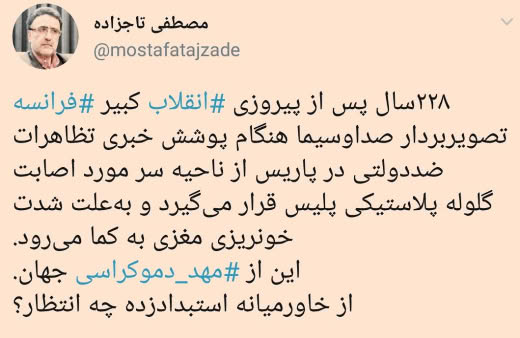 مصطفی تاجزاده
@mostafatajzade
۲۲۸سال پس از پیروزی #انقلاب کبیر #فرانسه
تصویربردار صداوسیما هنگام پوشش خبری تظاهرات
ضددولتی در پاریس از ناحیه سر مورد اصابت
گلوله پلاستیکی پلیس قرار می‌گیرد و به‌علت شدت
خونریزی مغزی به کما می‌رود.
این از #مهد_دموکراسی جهان.
از خاورمیانه استبدادزده چه انتظار؟